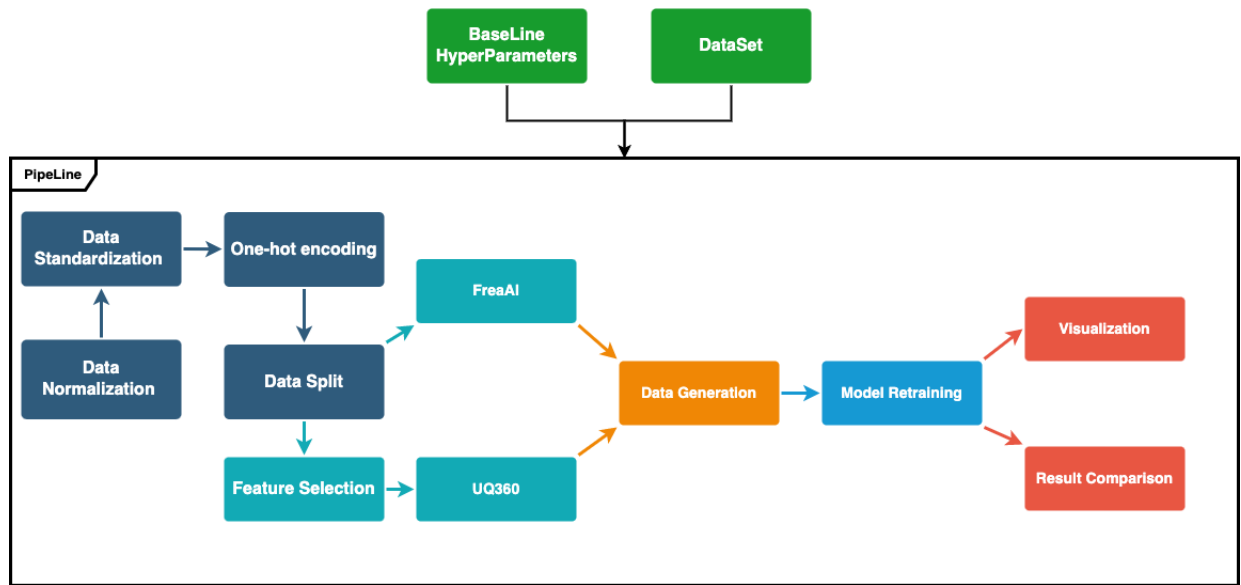 BaseLine
HyperParameters
DataSet
PipeLine
Data
Standardization
One-hot encoding
FreaAI
Data
Normalization
Data Split
Feature Selection
UQ360
Data Generation
Model Retraining
Visualization
Result Comparison